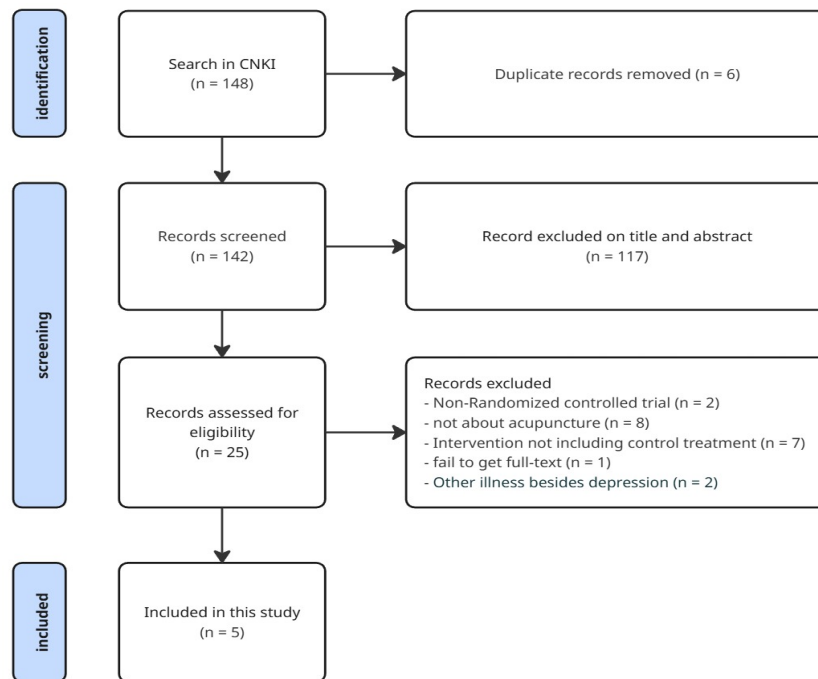 identification
Search in CNKI
(n = 148)
Duplicate records removed (n = 6)
screening
Records screened
(n = 142)
Record excluded on title and abstract
(n = 117)
Records assessed for
eligibility
(n = 25)
Records excluded
- Non-Randomized controlled trial (n = 2)
- not about acupuncture (n = 8)
- Intervention not including control treatment (n = 7)
- fail to get full-text (n = 1)
- Other illness besides depression (n = 2)
included
Included in this study
(n = 5)